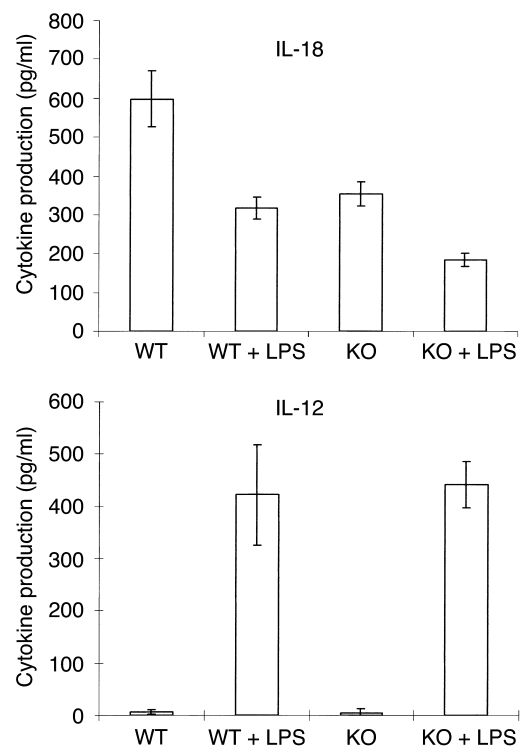 IL-18
Cytokine production (pg/ml)
800
700
600
500
400
300
200
100
0
WT WT + LPS KO KO + LPS
IL-12
Cytokine production (pg/ml)
600
500
400
300
200
100
0
WT WT + LPS KO KO + LPS